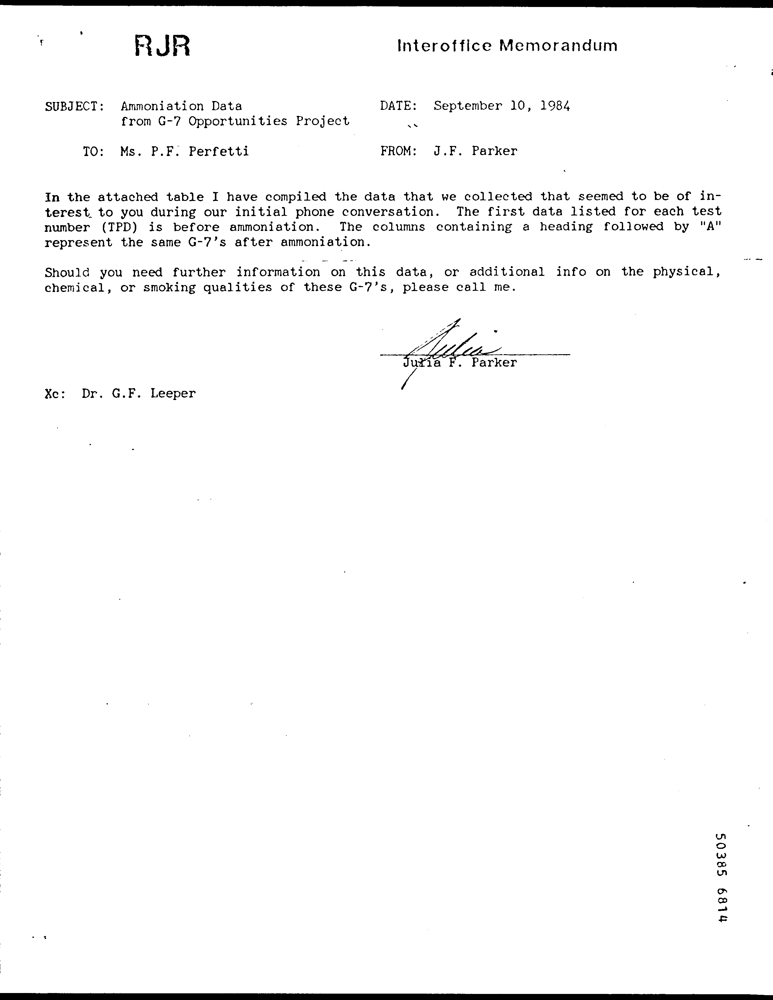 RJR
Interoffice Memorandum
SUBJECT: Ammoniation Data
from G-7 Opportunities Project
DATE: September 10, 1984
TO: Ms. P.F. Perfetti
FROM: J.F. Parker
In the attached table I have compiled the data that we collected that seemed to be of in-
terest to you during our initial phone conversation. The first data listed for each test
number (TPD) is before ammoniation. The columns containing a heading followed by "A"
represent the same G-7's after ammoniation.
Should you need further information on this data, or additional info on the physical,
chemical, or smoking qualities of these G-7's, please call me.
Julia
Julia F. Parker
Xc: Dr. G.F. Leeper
50385 6814